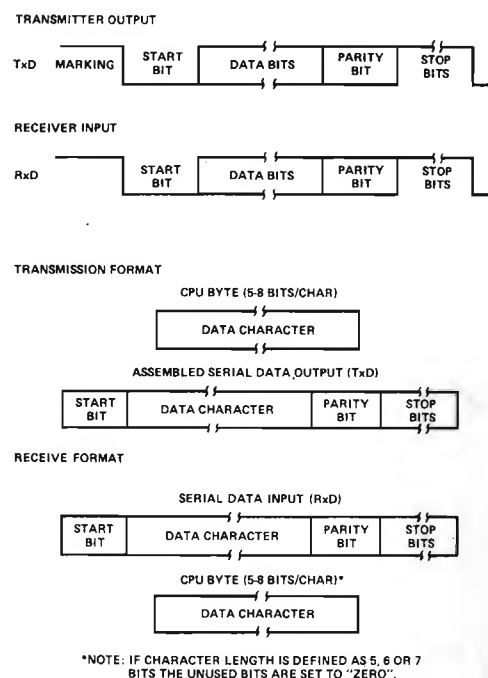 TRANSMITTER OUTPUT
TxD MARKING START BIT DATA BITS PARITY BIT STOP BITS
RECEIVER INPUT
RxD START BIT DATA BITS PARITY BIT STOP BITS
TRANSMISSION FORMAT
CPU BYTE (5-8 BITS/CHAR)
DATA CHARACTER
ASSEMBLED SERIAL DATA OUTPUT (TxD)
START BIT DATA CHARACTER PARITY BIT STOP BITS
RECEIVE FORMAT
SERIAL DATA INPUT (RxD)
START BIT DATA CHARACTER PARITY BIT STOP BITS
CPU BYTE (5-8 BITS/CHAR)*
DATA CHARACTER
*NOTE: IF CHARACTER LENGTH IS DEFINED AS 5, 6 OR 7
BITS THE UNUSED BITS ARE SET TO "ZERO".